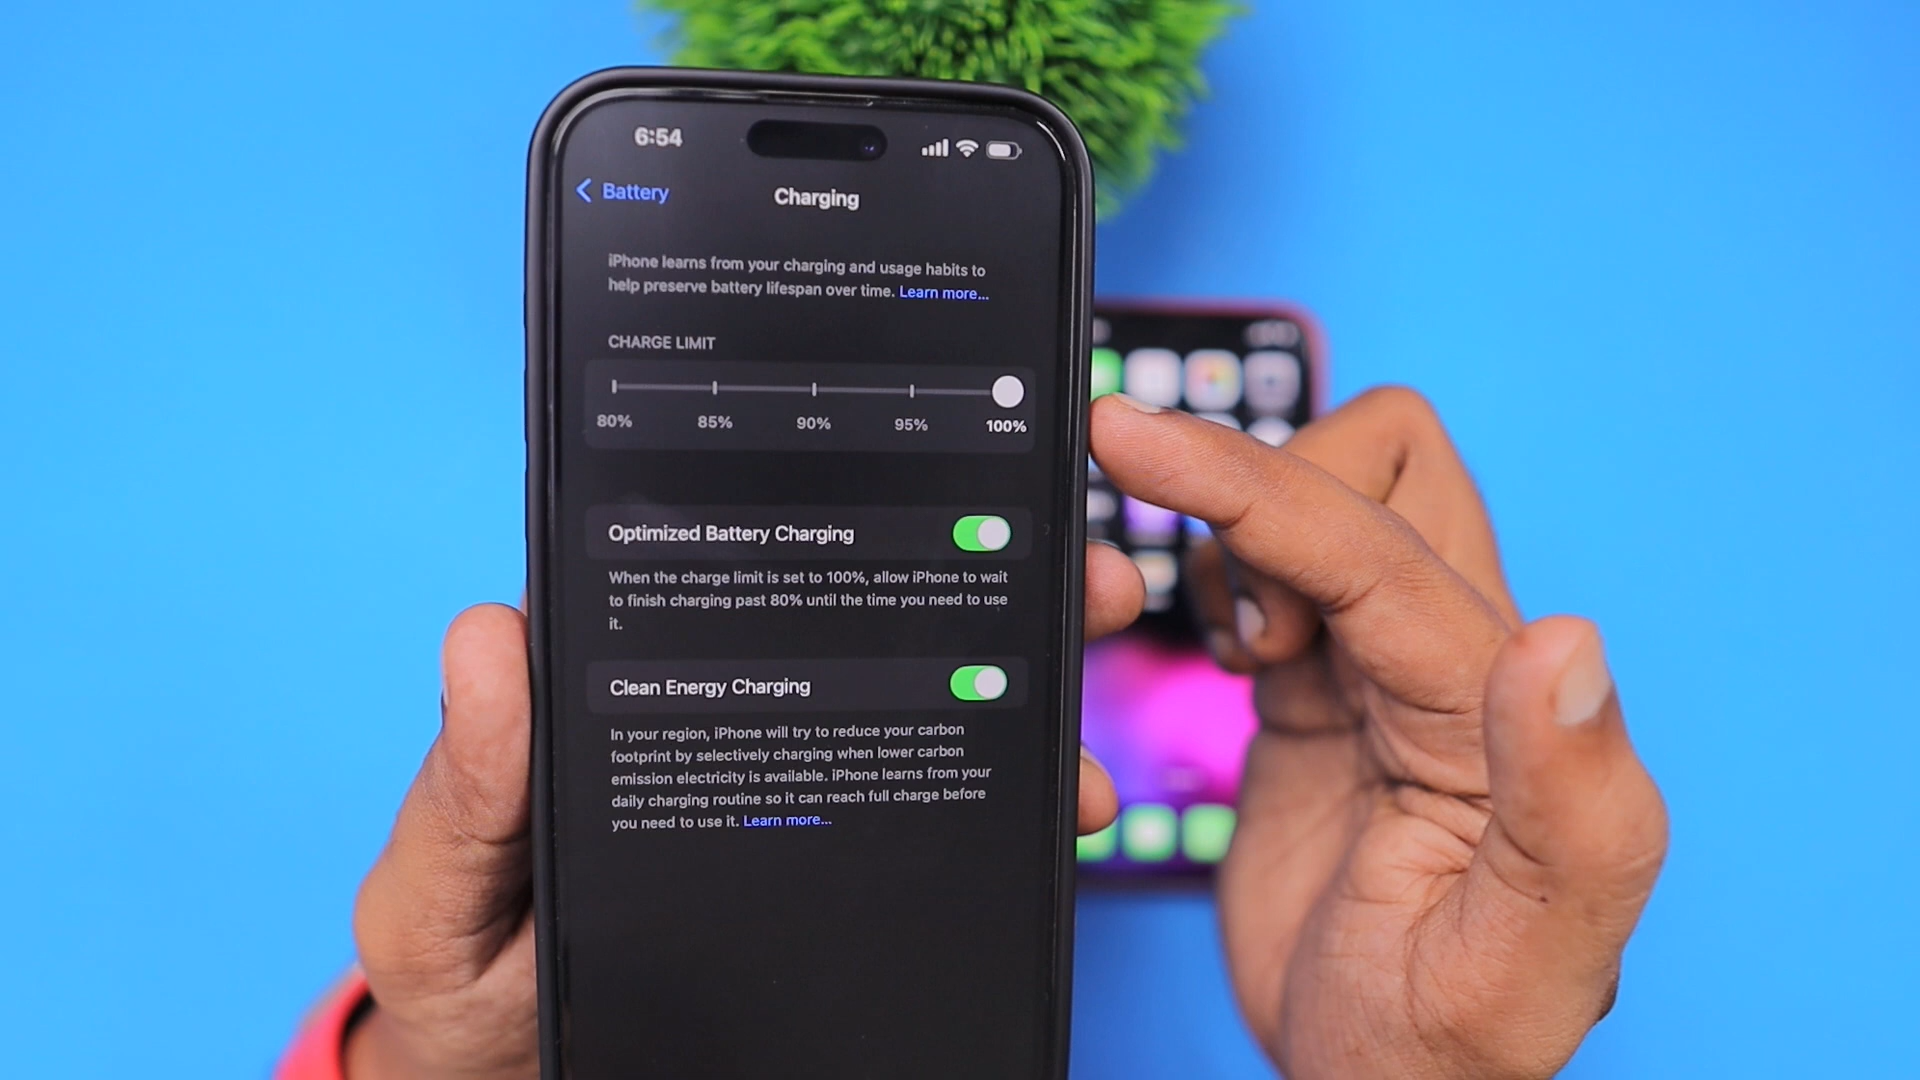 6:54
Battery
Charging
iPhone learns from your charging and usage habits to
help preserve battery lifespan over time. Learn more...
CHARGE LIMIT
80% 85% 90% 95% 100%
Optimized Battery Charging
When the charge limit is set to 100%, allow iPhone to wait
to finish charging past 80% until the time you need to use
it.
Clean Energy Charging
In your region, iPhone will try to reduce your carbon
footprint by selectively charging when lower carbon
emission electricity is available. iPhone learns from your
daily charging routine so it can reach full charge before
you need to use it. Learn more...